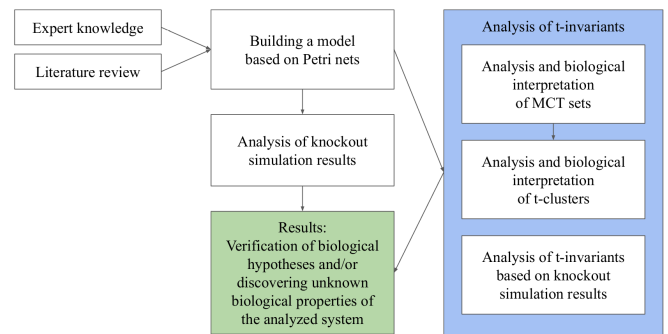 Expert knowledge
Literature review
Building a model
based on Petri nets
Analysis of knockout
simulation results
Results:
Verification of biological
hypotheses and/or
discovering unknown
biological properties of
the analyzed system
Analysis of t-invariants
Analysis and biological
interpretation
of MCT sets
Analysis and biological
interpretation
of t-clusters
Analysis of t-invariants
based on knockout
simulation results